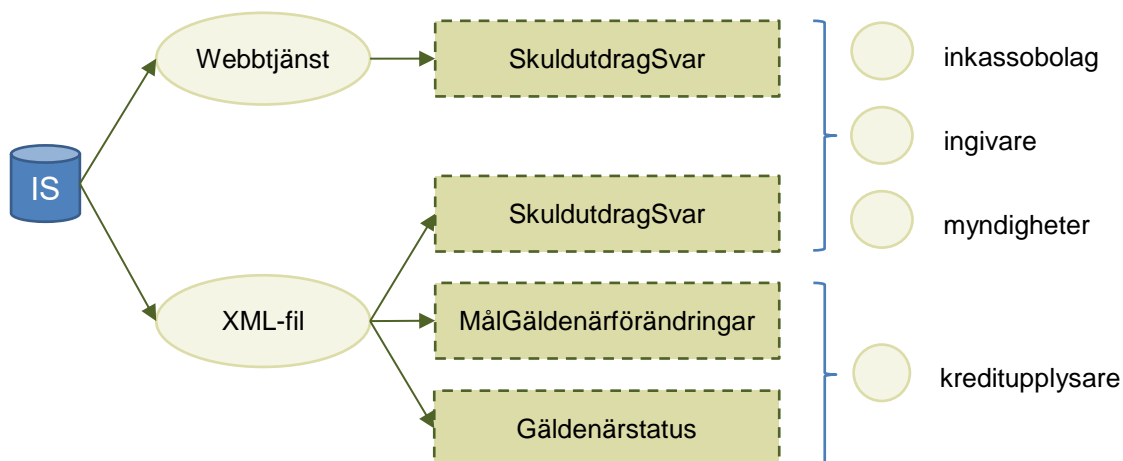 Webbtjänst
SkuldutdragSvar
inkassobolag
ingivare
IS
SkuldutdragSvar
myndigheter
XML-fil
MålGäldenärförändringar
kreditupplysare
Gäldenärstatus